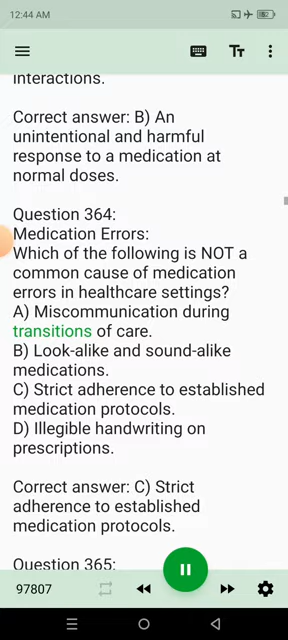 12:44 AM
interactions.
Correct answer: B) An
unintentional and harmful
response to a medication at
normal doses.
Question 364:
Medication Errors:
Which of the following is NOT a
common cause of medication
errors in healthcare settings?
A) Miscommunication during
transitions of care.
B) Look-alike and sound-alike
medications.
C) Strict adherence to established
medication protocols.
D) Illegible handwriting on
prescriptions.
Correct answer: C) Strict
adherence to established
medication protocols.
Question 365:
97807